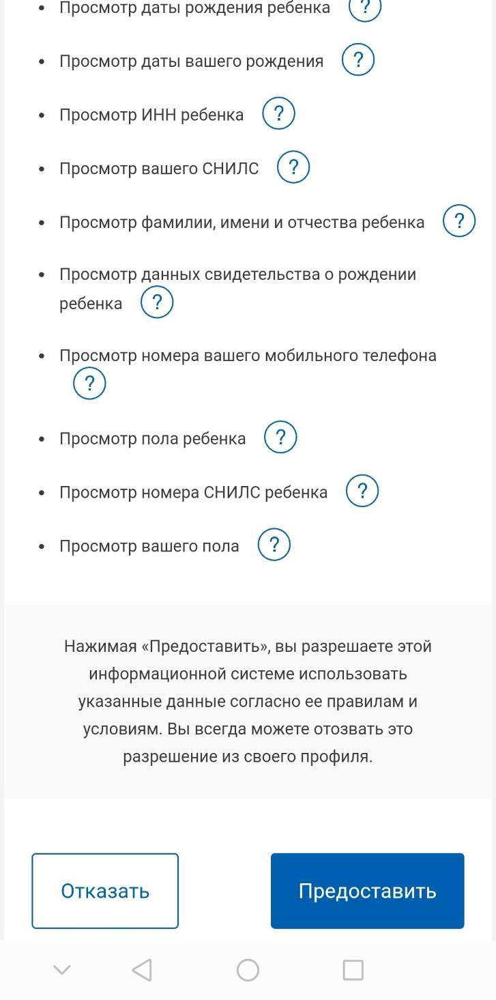 Просмотр даты рождения ребенка ?
Просмотр даты вашего рождения ?
Просмотр ИНН ребенка ?
Просмотр вашего СНИЛС ?
Просмотр фамилии, имени и отчества ребенка ?
Просмотр данных свидетельства о рождении
ребенка ?
Просмотр номера вашего мобильного телефона
?
Просмотр пола ребенка ?
Просмотр номера СНИЛС ребенка ?
Просмотр вашего пола ?
Нажимая «Предоставить», вы разрешаете этой
информационной системе использовать
указанные данные согласно ее правилам и
условиям. Вы всегда можете отозвать это
разрешение из своего профиля.
Отказать
Предоставить